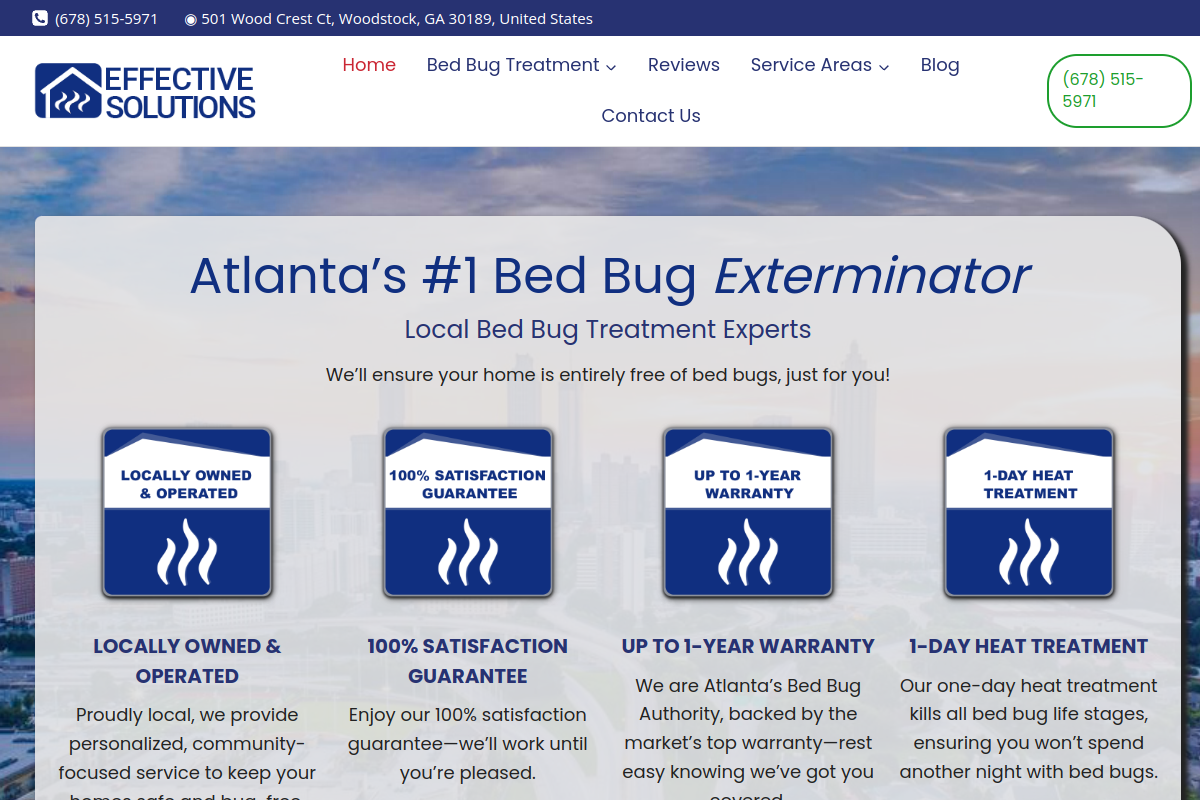 (678) 515-5971 ◉ 501 Wood Crest Ct, Woodstock, GA 30189, United States
EFFECTIVE
SOLUTIONS
Home Bed Bug Treatment Reviews Service Areas Blog
Contact Us
(678) 515-
5971
Atlanta’s #1 Bed Bug Exterminator
Local Bed Bug Treatment Experts
We’ll ensure your home is entirely free of bed bugs, just for you!
LOCALLY OWNED
& OPERATED
100% SATISFACTION
GUARANTEE
UP TO 1-YEAR
WARRANTY
1-DAY HEAT
TREATMENT
LOCALLY OWNED &
OPERATED
Proudly local, we provide
personalized, community-
focused service to keep your
homes safe and bug-free.
100% SATISFACTION
GUARANTEE
Enjoy our 100% satisfaction
guarantee—we’ll work until
you’re pleased.
UP TO 1-YEAR WARRANTY
We are Atlanta’s Bed Bug
Authority, backed by the
market’s top warranty—rest
easy knowing we’ve got you
covered.
1-DAY HEAT TREATMENT
Our one-day heat treatment
kills all bed bug life stages,
ensuring you won’t spend
another night with bed bugs.